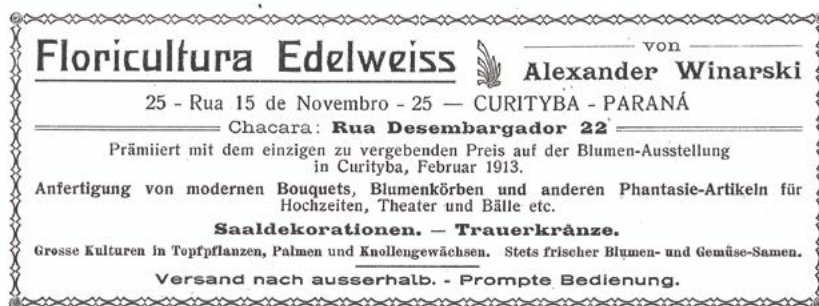 Floricultura Edelweiss
von
Alexander Winarski
25 - Rua 15 de Novembro - 25 — CURITYBA - PARANÁ
Chacara: Rua Desembargador 22
Prämiiert mit dem einzigen zu vergebenden Preis auf der Blumen-Ausstellung
in Curityba, Februar 1913.
Anfertigung von modernen Bouquets, Blumenkörben und anderen Phantasie-Artikeln für
Hochzeiten, Theater und Bälle etc.
Saaldekorationen. — Trauerkränze.
Grosse Kulturen in Topfpflanzen, Palmen und Knollengewächsen. Stets frischer Blumen- und Gemüse-Samen.
Versand nach ausserhalb. - Prompte Bedienung.